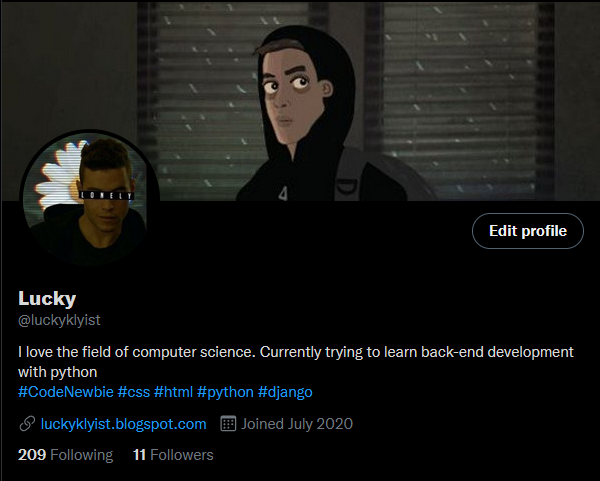 LONELY
Edit profile
Lucky
@luckyklyist
I love the field of computer science. Currently trying to learn back-end development
with python
#CodeNewbie #css #html #python #django
luckyklyist.blogspot.com Joined July 2020
209 Following 11 Followers